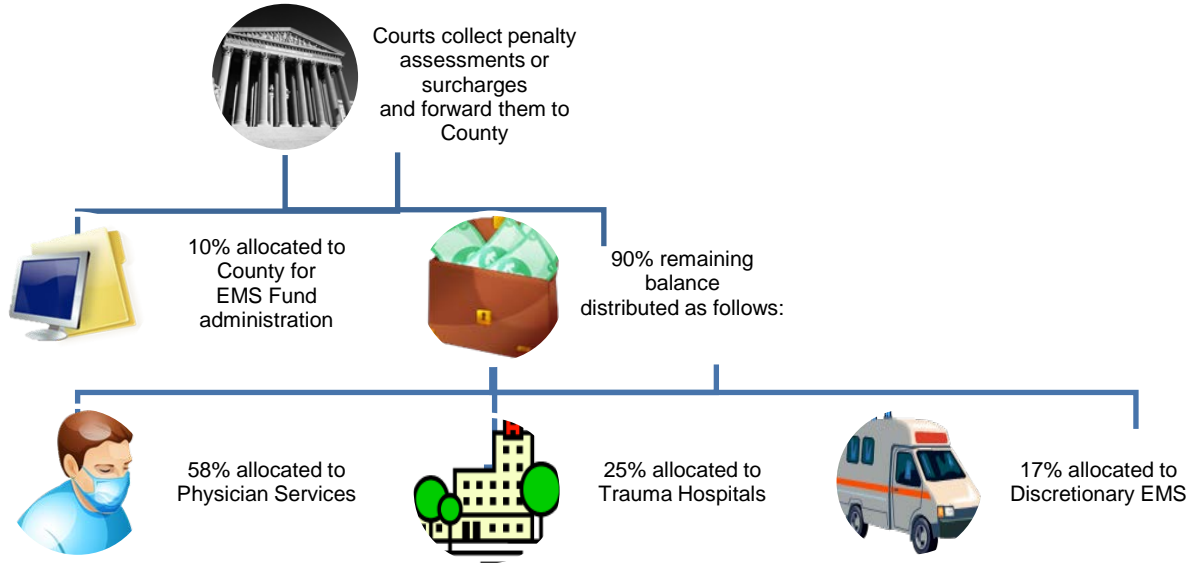 Courts collect penalty
assessments or
surcharges
and forward them to
County
10% allocated to
County for
EMS Fund
administration
90% remaining
balance
distributed as follows:
58% allocated to
Physician Services
H
25% allocated to
Trauma Hospitals
17% allocated to
Discretionary EMS